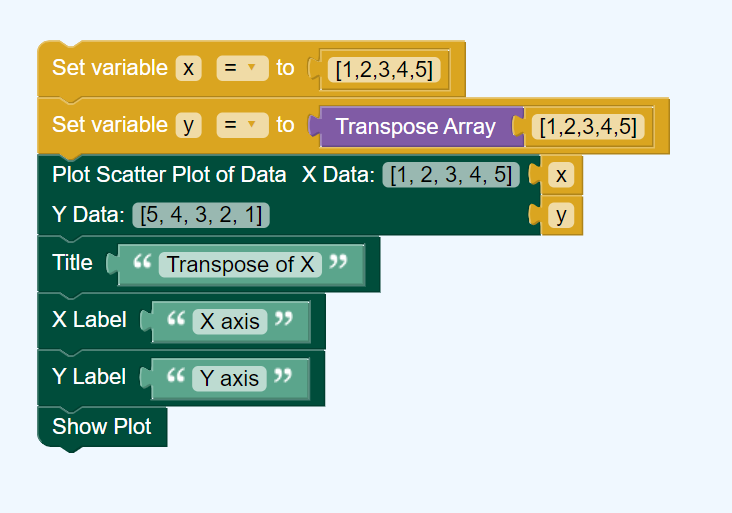 Set variable x = to [1,2,3,4,5]
Set variable y = to Transpose Array [1,2,3,4,5]
Plot Scatter Plot of Data X Data: [1, 2, 3, 4, 5] x
Y Data: [5, 4, 3, 2, 1] y
Title “ Transpose of X ”
X Label “ X axis ”
Y Label “ Y axis ”
Show Plot